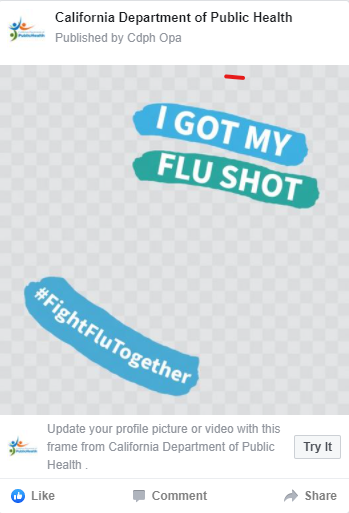 California Department of Public Health
Published by Cdph Opa
I GOT MY
FLU SHOT
#FightFluTogether
Update your profile picture or video with this
frame from California Department of Public
Health .
Try It
Like
Comment
Share